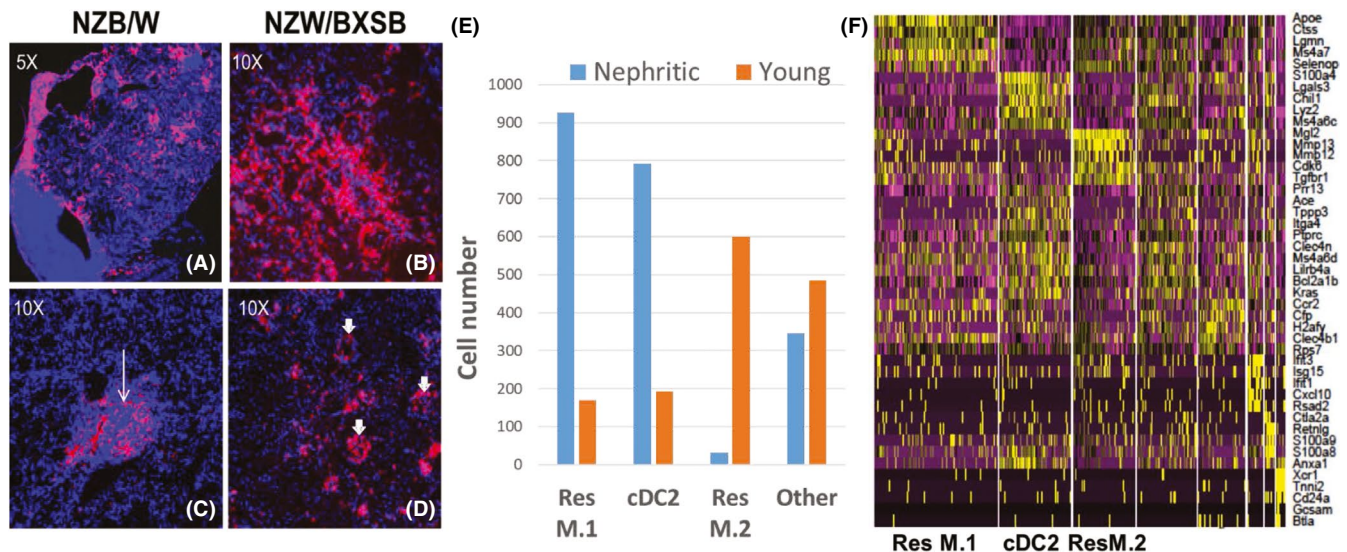 NZB/W
NZW/BXSB
5X
10X
(A)
(B)
10X
10X
(C)
(D)
(E)
Nephritic
Young
Cell number
1000
900
800
700
600
500
400
300
200
100
0
Res M.1
cDC2
Res M.2
Other
(F)
Apoe
Ctss
Lgmn
Ms4a7
Selenop
S100a4
Lgals3
Chil1
Lyz2
Ms4a6c
Mgl2
Mmp13
Mmp12
Cdk6
Tgfbr1
Prr13
Ace
Tppp3
Itga4
Ptprc
Clec4n
Ms4a6d
Lilrb4a
Bcl2a1b
Kras
Ccr2
Cfp
H2afy
Clec4b1
Rps7
Ifit3
Isg15
Ifit1
Cxcl10
Rsad2
Ctla2a
Retnlg
S100a9
S100a8
Anxa1
Xcr1
Tnni2
Cd24a
Gcsam
Btla
Res M.1
cDC2
ResM.2